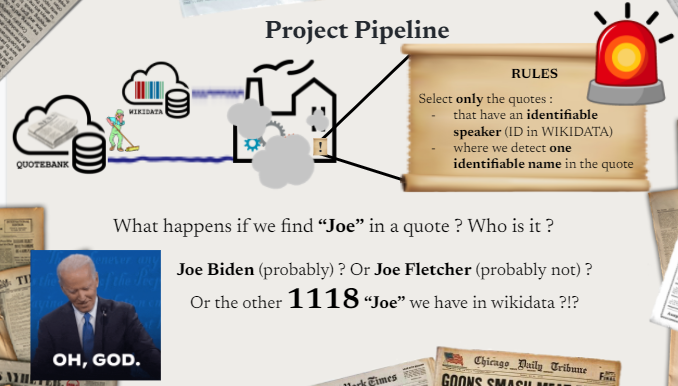 Project Pipeline
WIKIDATA
QUOTEBANK
!
RULES
Select only the quotes :
- that have an identifiable
speaker (ID in WIKIDATA)
- where we detect one
identifiable name in the quote
What happens if we find “Joe” in a quote ? Who is it ?
Joe Biden (probably) ? Or Joe Fletcher (probably not) ?
Or the other 1118 “Joe” we have in wikidata ?!?
OH, GOD.
Chicago Daily Tribune
FINAL
York Times
GOONS SMASH